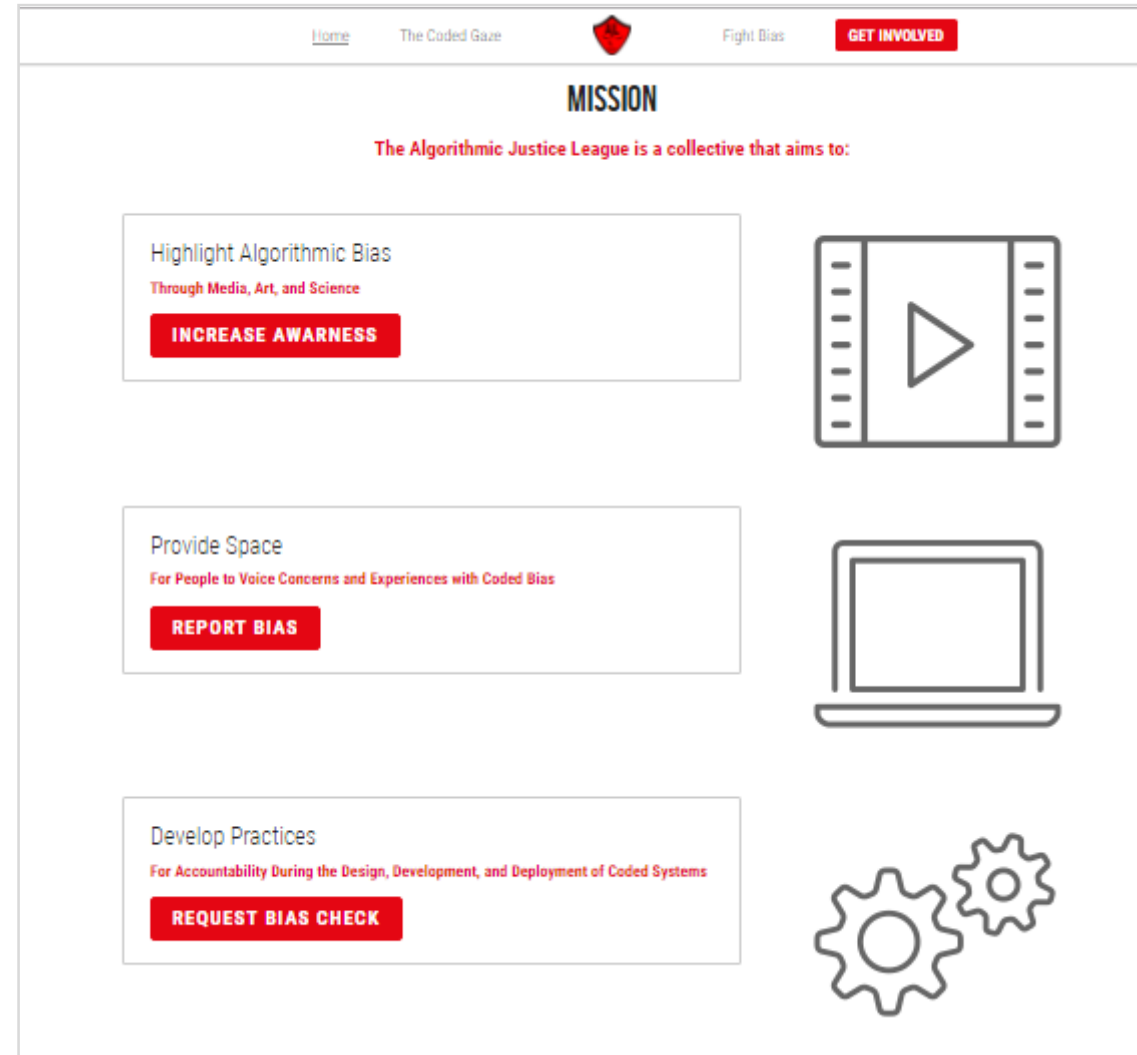 Home The Coded Gaze Fight Bias GET INVOLVED
MISSION
The Algorithmic Justice League is a collective that aims to:
Highlight Algorithmic Bias
Through Media, Art, and Science
INCREASE AWARNESS
Provide Space
For People to Voice Concerns and Experiences with Coded Bias
REPORT BIAS
Develop Practices
For Accountability During the Design, Development, and Deployment of Coded Systems
REQUEST BIAS CHECK